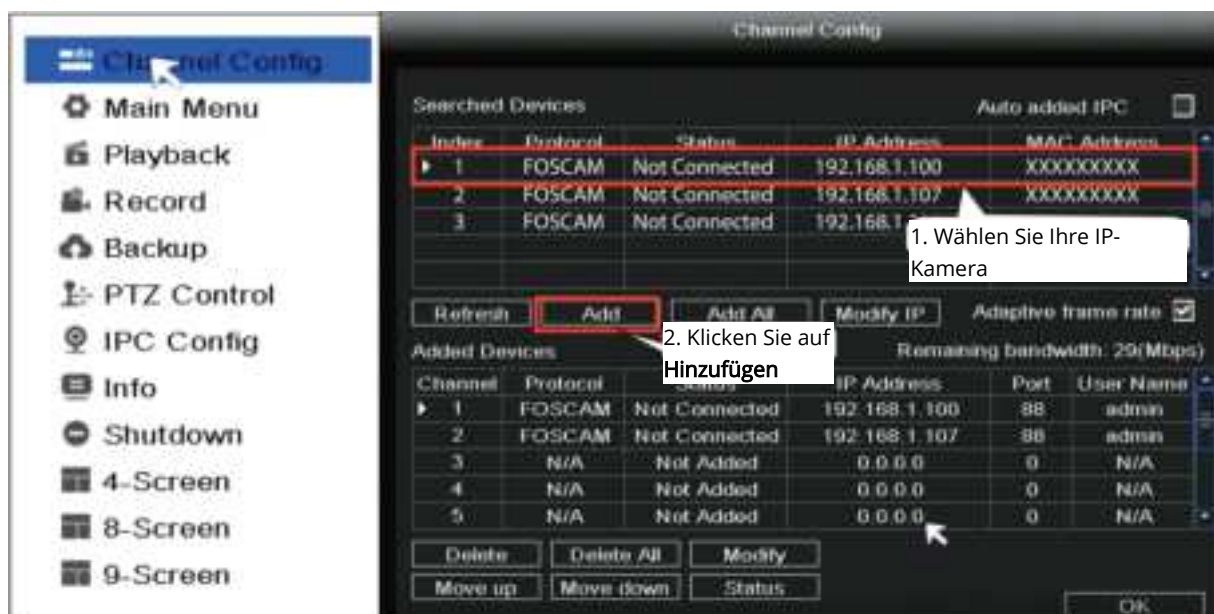 Channel Config
Main Menu
Playback
Record
Backup
PTZ Control
IPC Config
Info
Shutdown
4-Screen
8-Screen
9-Screen
Channel Config
Searched Devices Auto added IPC
Index Protocol Status IP Address MAC Address
1 FOSCAM Not Connected 192.168.1.100 XXXXXXXXX
2 FOSCAM Not Connected 192.168.1.107 XXXXXXXXX
3 FOSCAM Not Connected
1. Wählen Sie Ihre IP-
Kamera
Refresh Add Add All Modify IP Adaptive frame rate
2. Klicken Sie auf
Hinzufügen
Added Devices Remaining bandwidth: 29(Mbps)
Channel Protocol Status IP Address Port User Name
1 FOSCAM Not Connected 192.168.1.100 88 admin
2 FOSCAM Not Connected 192.168.1.107 88 admin
3 N/A Not Added 0.0.0.0 0 N/A
4 N/A Not Added 0.0.0.0 0 N/A
5 N/A Not Added 0.0.0.0 0 N/A
Delete Delete All Modify
Move up Move down Status
OK